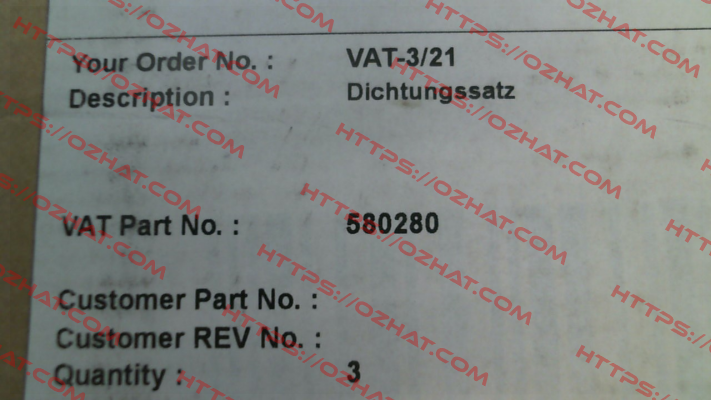 Your Order No. : VAT-3/21
Description : Dichtungssatz
VAT Part No. : 580280
Customer Part No. :
Customer REV No. :
Quantity : 3
HTTPS://OZHAT.COM